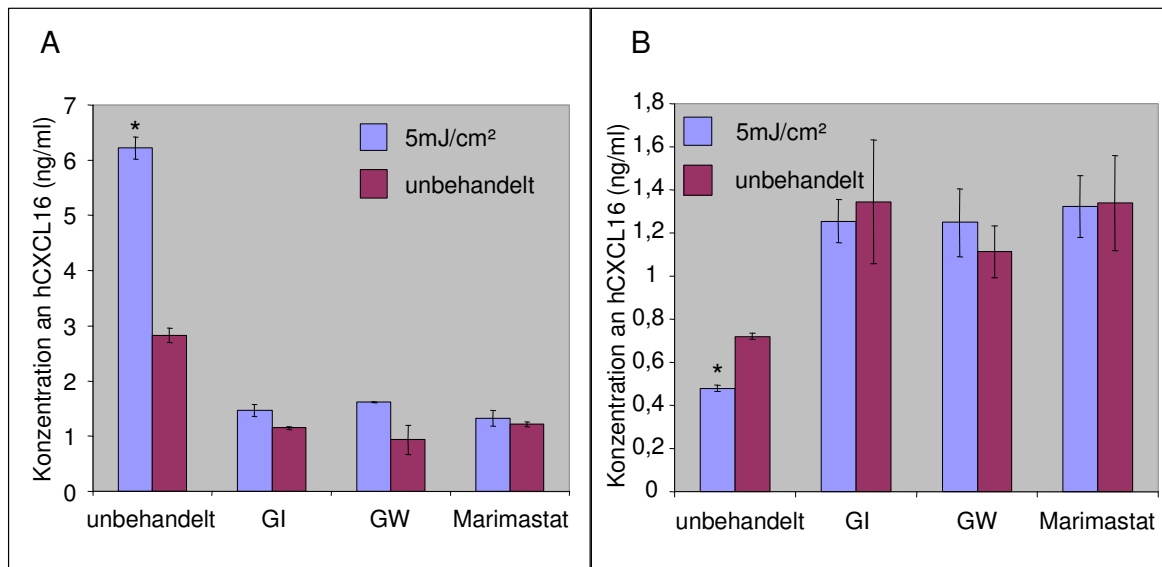 A
Konzentration an hCXCL16 (ng/ml)
7
6
5
4
3
2
1
0
*
5mJ/cm²
unbehandelt
unbehandelt GI GW Marimastat
B
Konzentration an hCXCL16 (ng/ml)
1,8
1,6
1,4
1,2
1
0,8
0,6
0,4
0,2
0
5mJ/cm²
unbehandelt
*
unbehandelt GI GW Marimastat